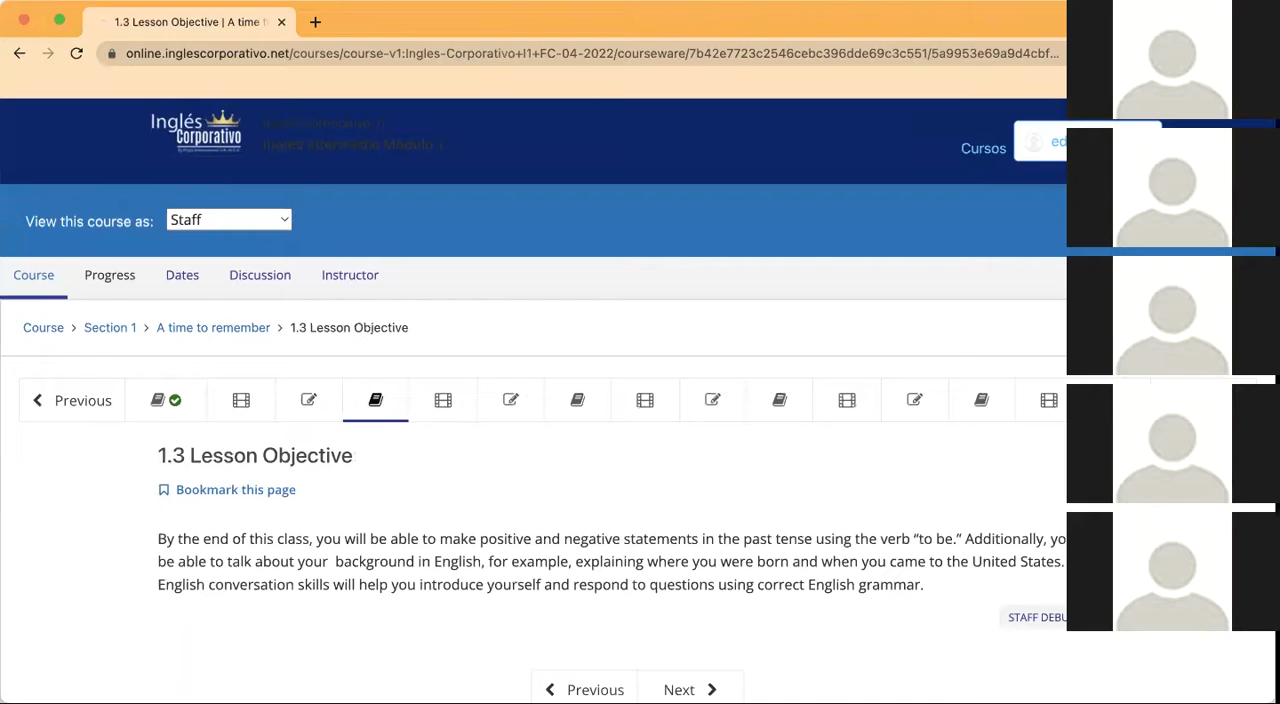 1.3 Lesson Objective | A time t
online.inglescorporativo.net/courses/course-v1:Ingles-Corporativo+I1+FC-04-2022/courseware/7b42e7723c2546cebc396dde69c3c551/5a9953e69a9d4cbf...
Inglés
Corporativo
Inglés Intermedio Módulo I
Cursos
ed
View this course as: Staff
Course Progress Dates Discussion Instructor
Course > Section 1 > A time to remember > 1.3 Lesson Objective
Previous
1.3 Lesson Objective
Bookmark this page
By the end of this class, you will be able to make positive and negative statements in the past tense using the verb “to be.” Additionally, yo
be able to talk about your background in English, for example, explaining where you were born and when you came to the United States.
English conversation skills will help you introduce yourself and respond to questions using correct English grammar.
STAFF DEBU
Previous Next